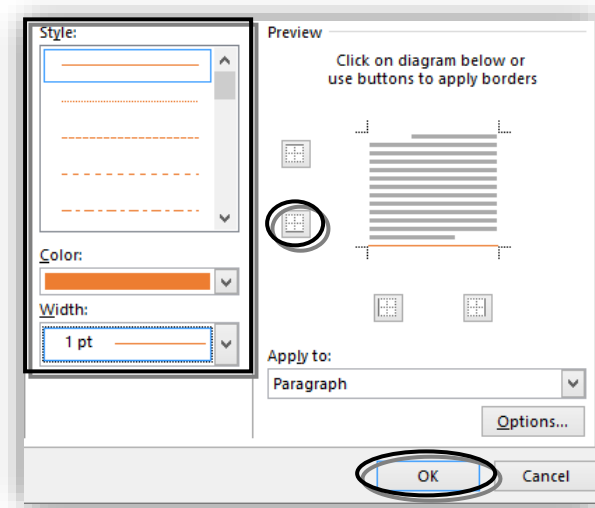 Style:
Preview
Click on diagram below or
use buttons to apply borders
Color:
Width:
1 pt
Apply to:
Paragraph
Options...
OK
Cancel